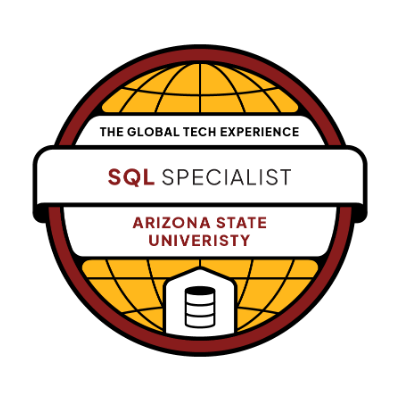 THE GLOBAL TECH EXPERIENCE
SQL SPECIALIST
ARIZONA STATE
UNIVERISTY